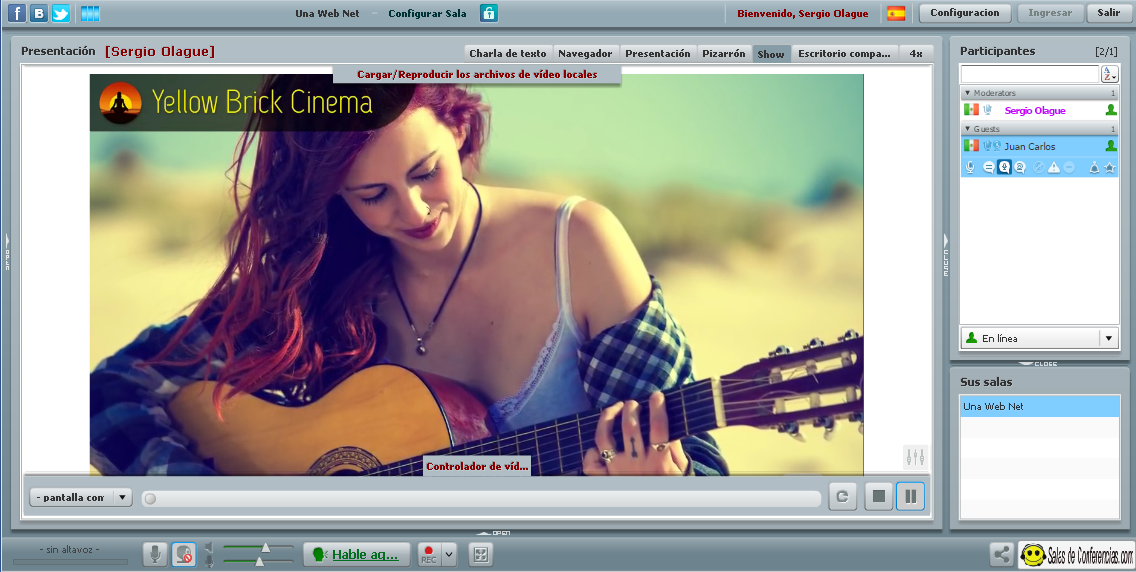 f B Una Web Net – Configurar Sala Bienvenido, Sergio Olague Configuracion Ingresar Salir
Presentación [Sergio Olague] Charla de texto Navegador Presentación Pizarrón Show Escritorio compa... 4x
Cargar/Reproducir los archivos de vídeo locales
Yellow Brick Cinema
Controlador de víd...
- pantalla con
Participantes [2/1]
A
Z
Moderators 1
Sergio Olague
Guests 1
Juan Carlos
En línea
CLOSE
Sus salas
Una Web Net
OPEN
CLOSE
OPEN
- sin altavoz - Hable aq... REC Salas de Conferencias.com